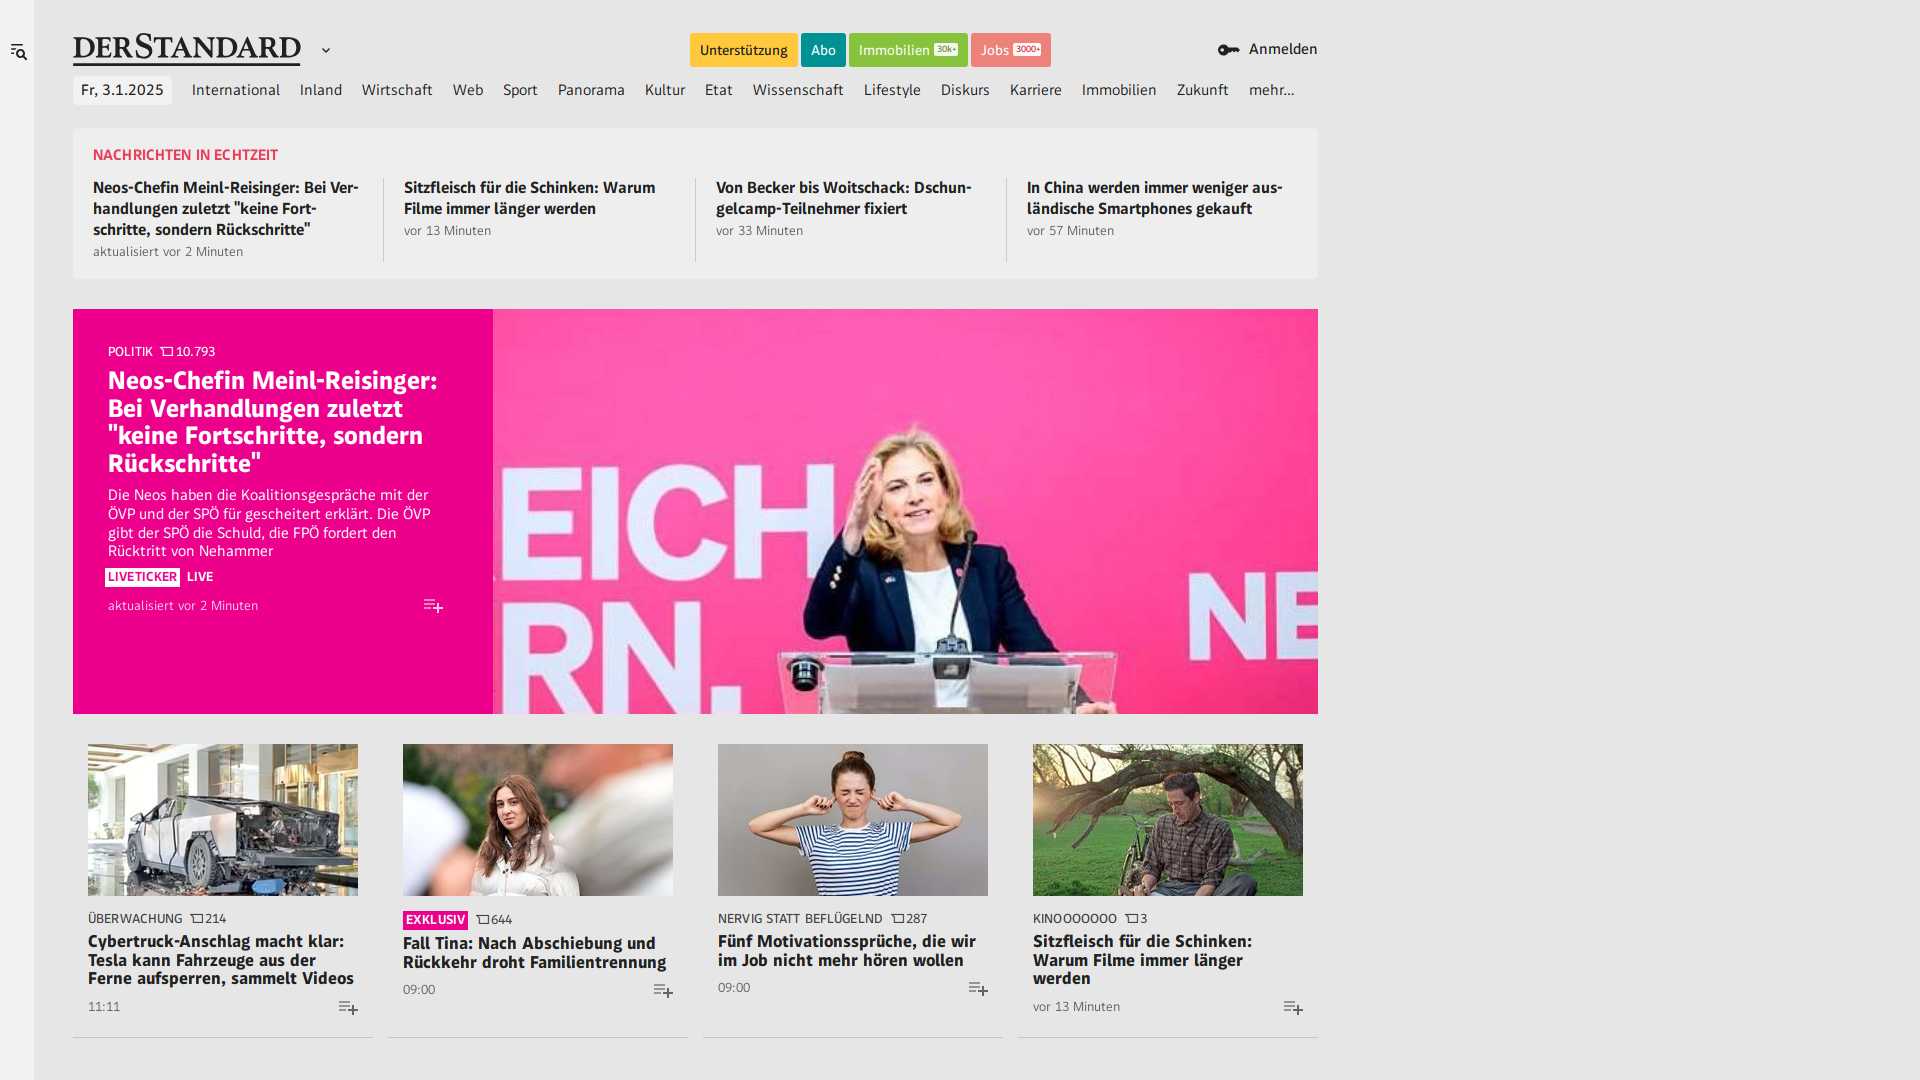 DERSTANDARD
Unterstützung
Abo
Immobilien 30k+
Jobs 3000+
Anmelden
Fr, 3.1.2025
International
Inland
Wirtschaft
Web
Sport
Panorama
Kultur
Etat
Wissenschaft
Lifestyle
Diskurs
Karriere
Immobilien
Zukunft
mehr...
NACHRICHTEN IN ECHTZEIT
Neos-Chefin Meinl-Reisinger: Bei Ver-
handlungen zuletzt "keine Fort-
schritte, sondern Rückschritte"
aktualisiert vor 2 Minuten
Sitzfleisch für die Schinken: Warum
Filme immer länger werden
vor 13 Minuten
Von Becker bis Woitschack: Dschun-
gelcamp-Teilnehmer fixiert
vor 33 Minuten
In China werden immer weniger aus-
ländische Smartphones gekauft
vor 57 Minuten
POLITIK 10.793
Neos-Chefin Meinl-Reisinger:
Bei Verhandlungen zuletzt
"keine Fortschritte, sondern
Rückschritte"
Die Neos haben die Koalitionsgespräche mit der
ÖVP und der SPÖ für gescheitert erklärt. Die ÖVP
gibt der SPÖ die Schuld, die FPÖ fordert den
Rücktritt von Nehammer
LIVETICKER LIVE
aktualisiert vor 2 Minuten
EICH
RN.
NE
ÜBERWACHUNG 214
Cybertruck-Anschlag macht klar:
Tesla kann Fahrzeuge aus der
Ferne aufsperren, sammelt Videos
11:11
EXKLUSIV 644
Fall Tina: Nach Abschiebung und
Rückkehr droht Familientrennung
09:00
NERVIG STATT BEFLÜGELND 287
Fünf Motivationssprüche, die wir
im Job nicht mehr hören wollen
09:00
KINOOOOOOO 3
Sitzfleisch für die Schinken:
Warum Filme immer länger
werden
vor 13 Minuten